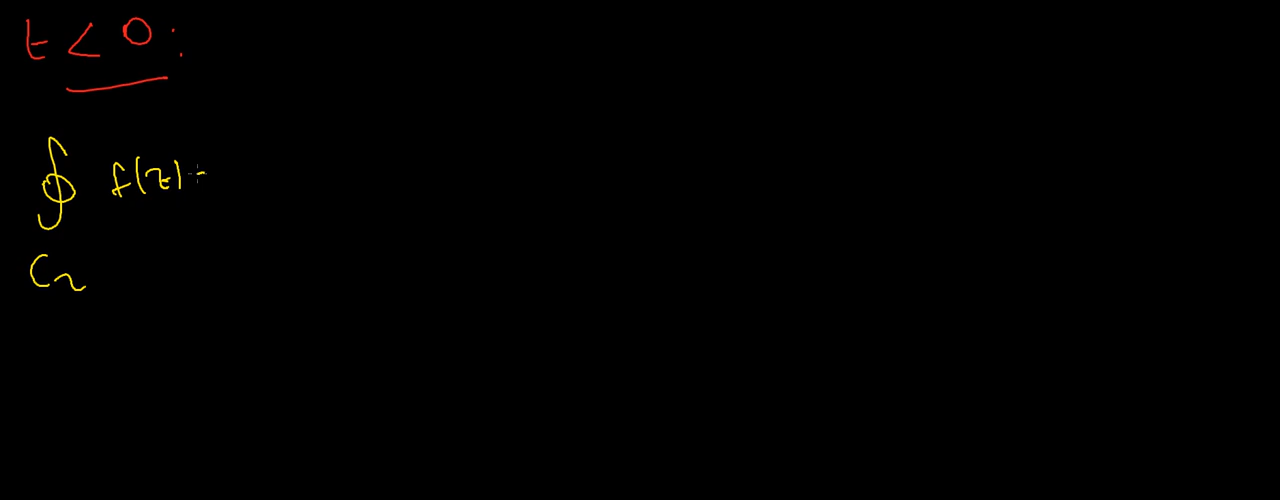 t < 0 :
∮ f(z) -
C2